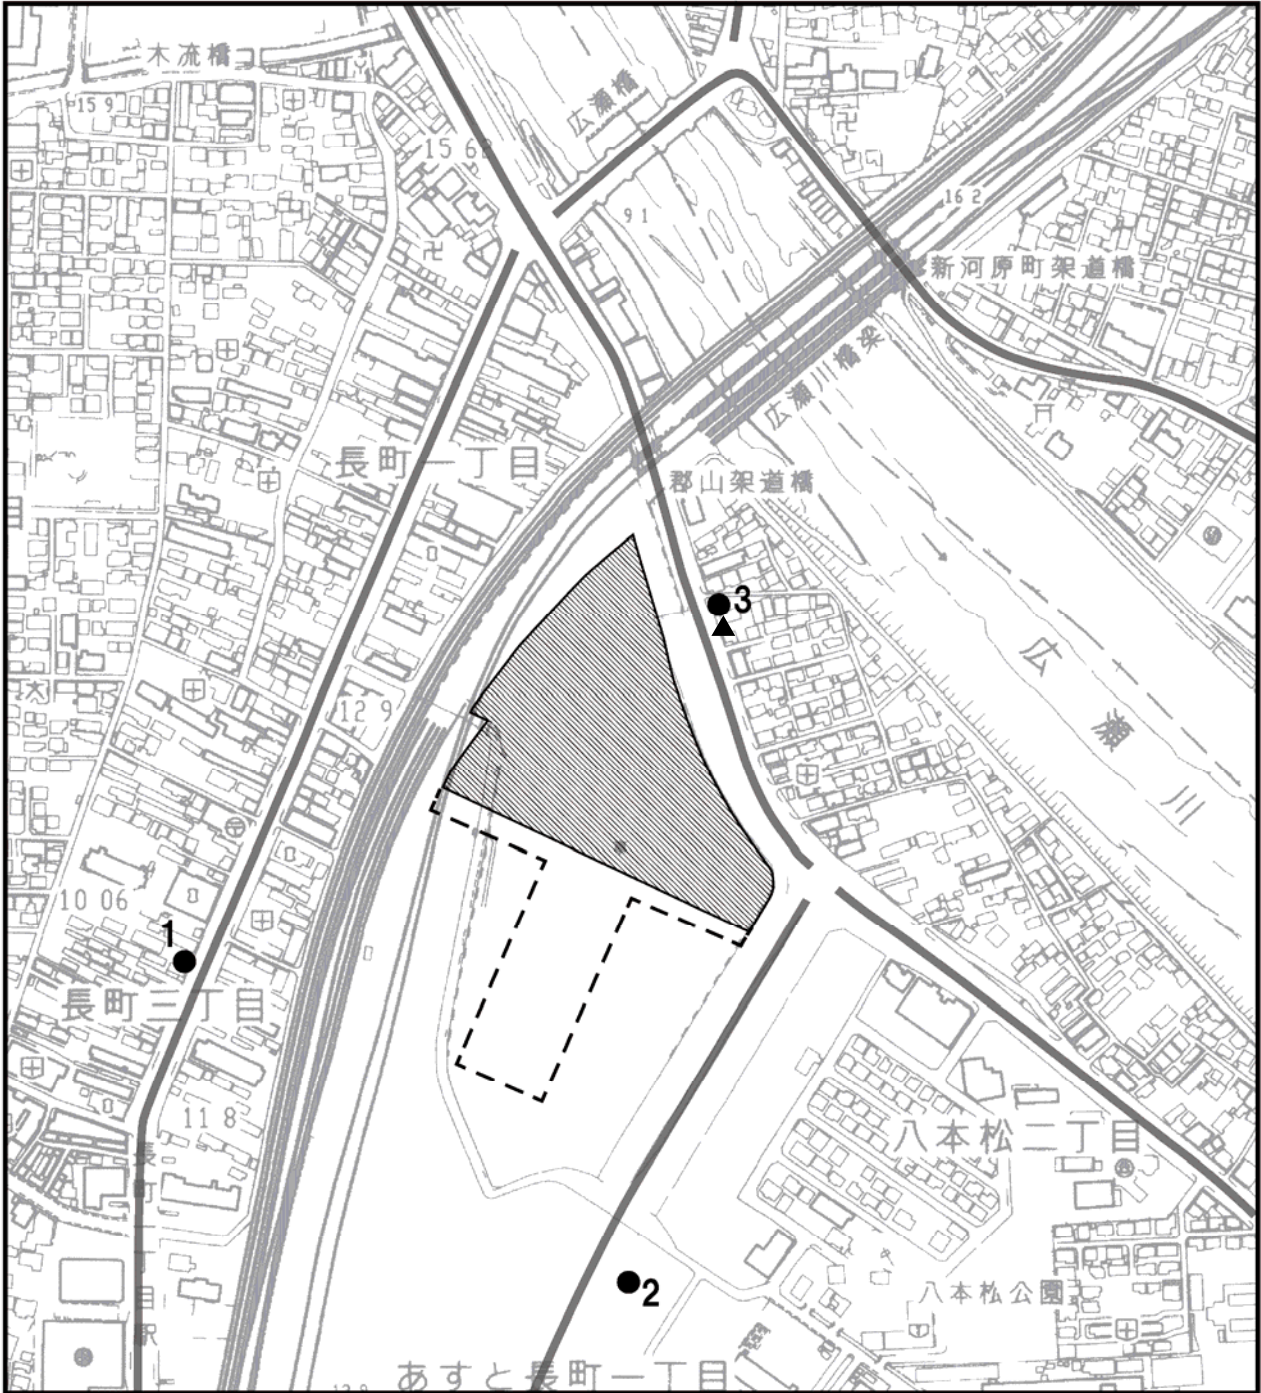 木流橋
広瀬橋
15 9
15 6
9 1
16 2
新河原町架道橋
広瀬川橋梁
長町一丁目
郡山架道橋
3
広瀬川
12 9
10 06
1
長町三丁目
11 8
八本松二丁目
長町一丁目駅
2
八本松公園
あすと長町一丁目